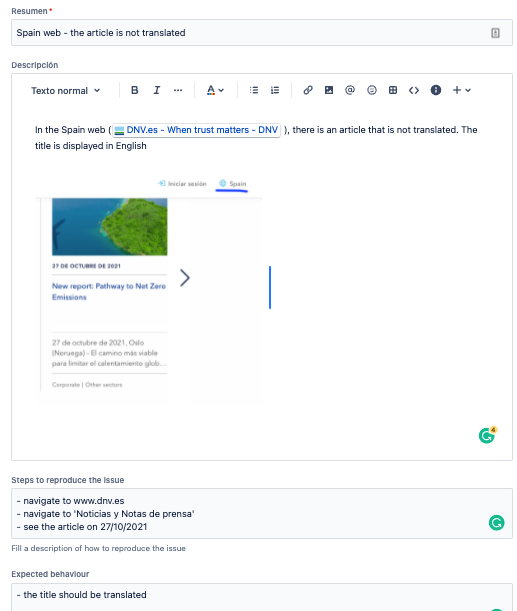 Resumen*
Spain web - the article is not translated
Descripción
Texto normal
B I ... A
In the Spain web ( DNV.es - When trust matters - DNV ), there is an article that is not translated. The
title is displayed in English
Iniciar sesión Spain
27 DE OCTUBRE DE 2021
New report: Pathway to Net Zero
Emissions
27 de octubre de 2021, Oslo
(Noruega) - El camino más viable
para limitar el calentamiento glob...
Corporate | Other sectors
4
Steps to reproduce the issue
- navigate to www.dnv.es
- navigate to 'Noticias y Notas de prensa'
- see the article on 27/10/2021
Fill a description of how to reproduce the issue
Expected behaviour
- the title should be translated